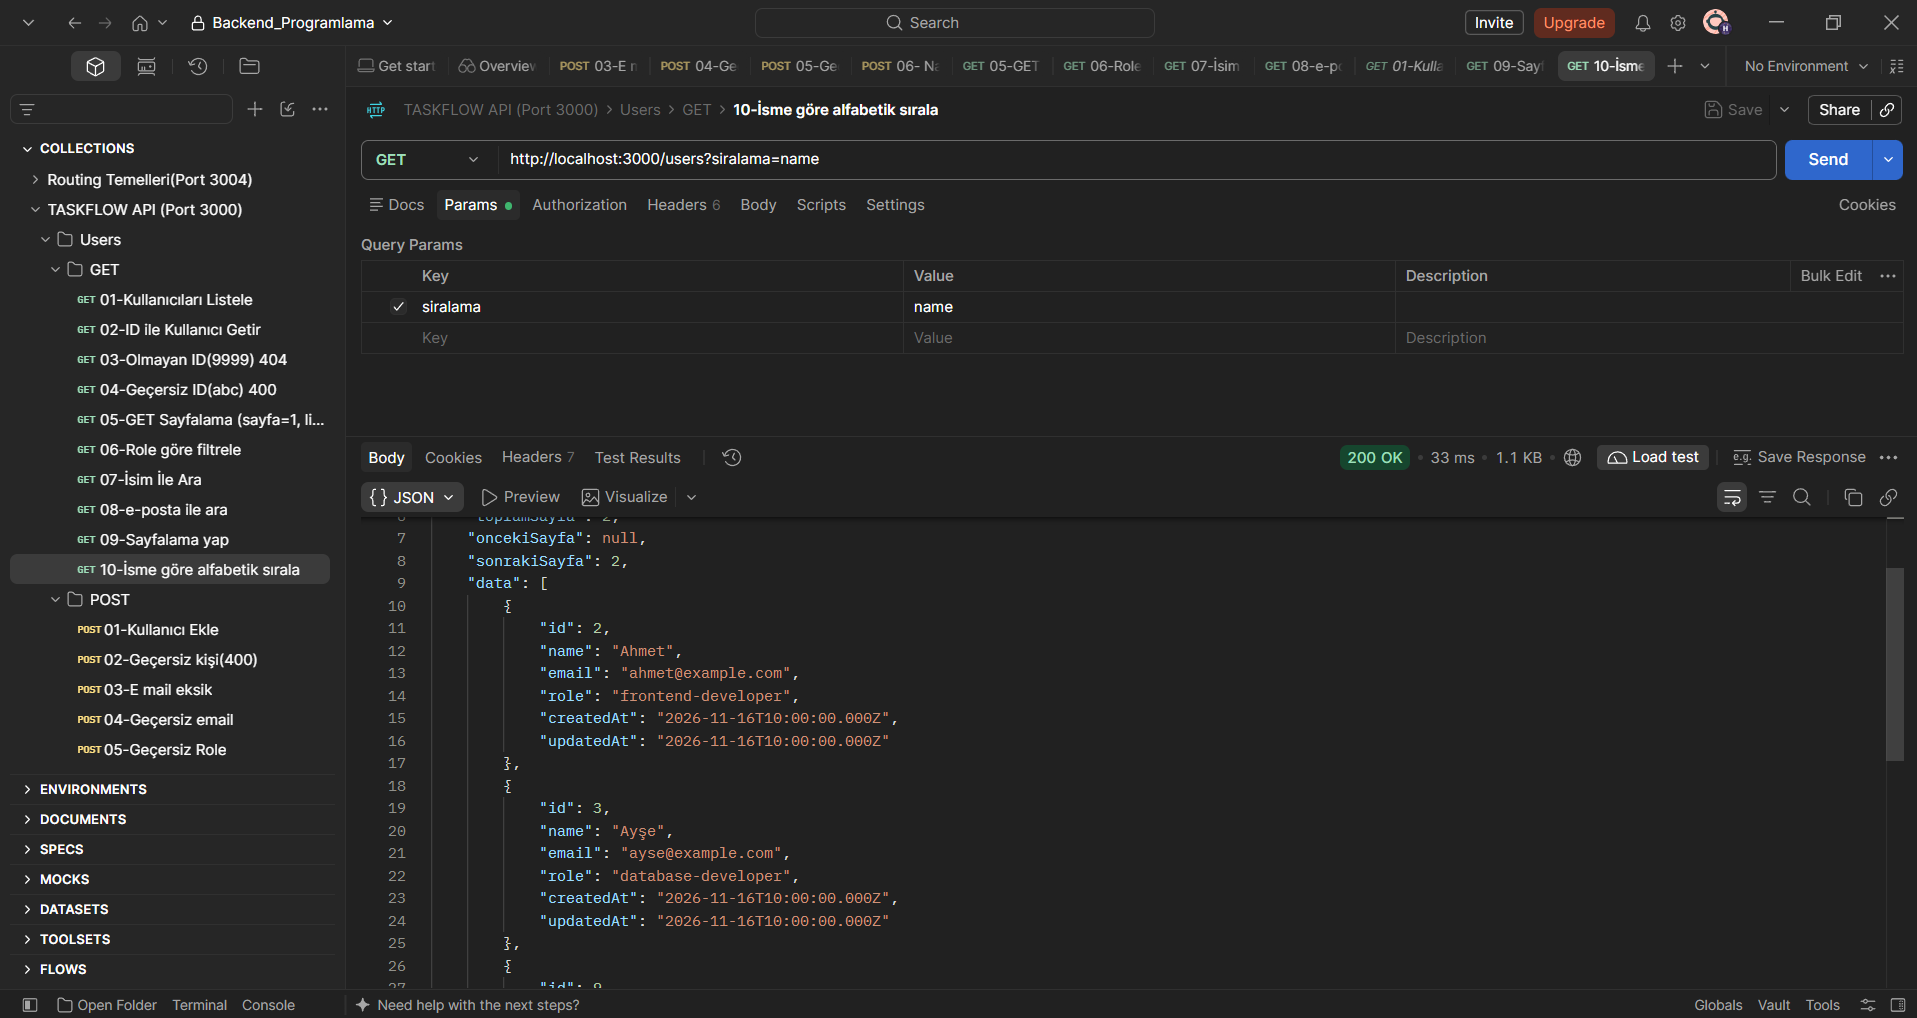 Backend_Programlama
Search
Invite
Upgrade
Get start
Overview
POST 03-E n
POST 04-Ge
POST 05-Ge
POST 06- Na
GET 05-GET
GET 06-Role
GET 07-İsim
GET 08-e-po
GET 01-Kulla
GET 09-Sayf
GET 10-İsme
No Environment
COLLECTIONS
Routing Temelleri(Port 3004)
TASKFLOW API (Port 3000)
Users
GET
GET 01-Kullanıcıları Listele
GET 02-ID ile Kullanıcı Getir
GET 03-Olmayan ID(9999) 404
GET 04-Geçersiz ID(abc) 400
GET 05-GET Sayfalama (sayfa=1, li...
GET 06-Role göre filtrele
GET 07-İsim İle Ara
GET 08-e-posta ile ara
GET 09-Sayfalama yap
GET 10-İsme göre alfabetik sırala
POST
POST 01-Kullanıcı Ekle
POST 02-Geçersiz kişi(400)
POST 03-E mail eksik
POST 04-Geçersiz email
POST 05-Geçersiz Role
ENVIRONMENTS
DOCUMENTS
SPECS
MOCKS
DATASETS
TOOLSETS
FLOWS
HTTP TASKFLOW API (Port 3000) > Users > GET > 10-İsme göre alfabetik sırala
Save
Share
GET
http://localhost:3000/users?siralama=name
Send
Docs
Params
Authorization
Headers 6
Body
Scripts
Settings
Cookies
Query Params
Key
Value
Description
Bulk Edit
siralama
name
Key
Value
Description
Body
Cookies
Headers 7
Test Results
200 OK
33 ms
1.1 KB
Load test
e.g. Save Response
{ } JSON
Preview
Visualize
6 "toplamSayfa": 2,
7 "oncekiSayfa": null,
8 "sonrakiSayfa": 2,
9 "data": [
10 {
11 "id": 2,
12 "name": "Ahmet",
13 "email": "ahmet@example.com",
14 "role": "frontend-developer",
15 "createdAt": "2026-11-16T10:00:00.000Z",
16 "updatedAt": "2026-11-16T10:00:00.000Z"
17 },
18 {
19 "id": 3,
20 "name": "Ayşe",
21 "email": "ayse@example.com",
22 "role": "database-developer",
23 "createdAt": "2026-11-16T10:00:00.000Z",
24 "updatedAt": "2026-11-16T10:00:00.000Z"
25 },
26 {
27 "id":
Open Folder
Terminal
Console
Need help with the next steps?
Globals
Vault
Tools